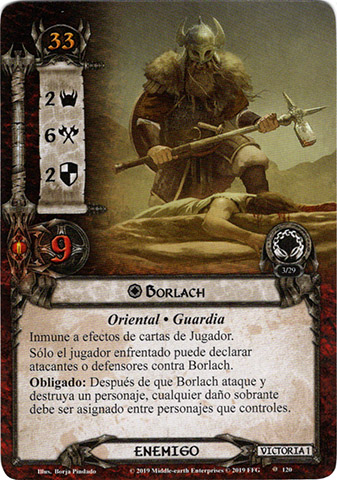 33
2
6
2
9
3/29
Borlach
Oriental • Guardia
Inmune a efectos de cartas de Jugador.
Sólo el jugador enfrentado puede declarar
atacantes o defensores contra Borlach.
Obligado: Después de que Borlach ataque y
destruya un personaje, cualquier daño sobrante
debe ser asignado entre personajes que controles.
ENEMIGO
VICTORIA 1
Illus. Borja Pindado
© 2019 Middle-earth Enterprises © 2019 FFG
120